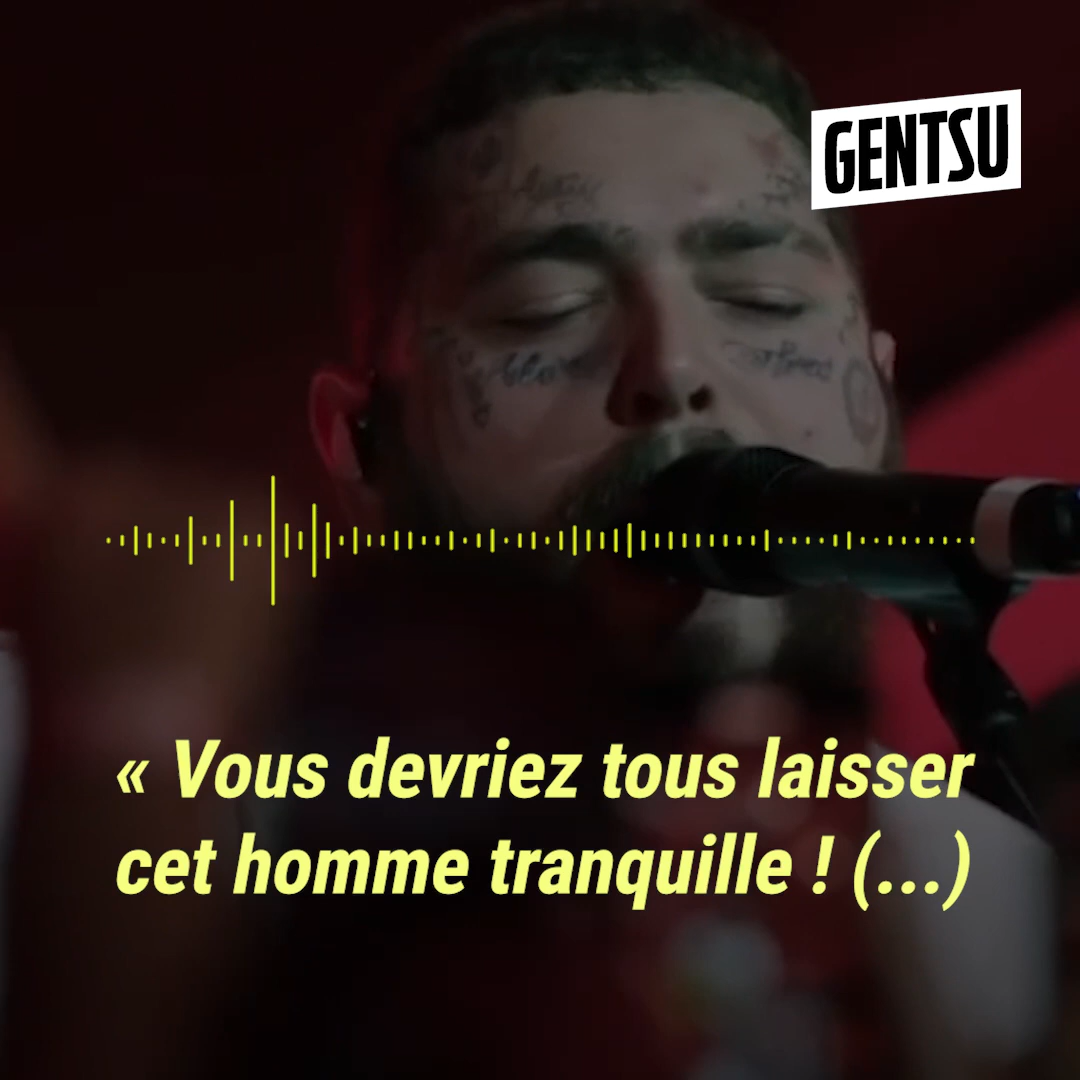 GENTSU
« Vous devriez tous laisser
cet homme tranquille ! (...)